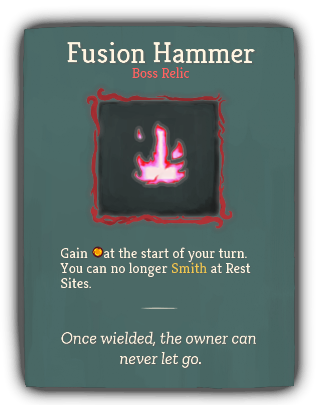 Fusion Hammer
Boss Relic
Gain at the start of your turn.
You can no longer Smith at Rest
Sites.
Once wielded, the owner can
never let go.